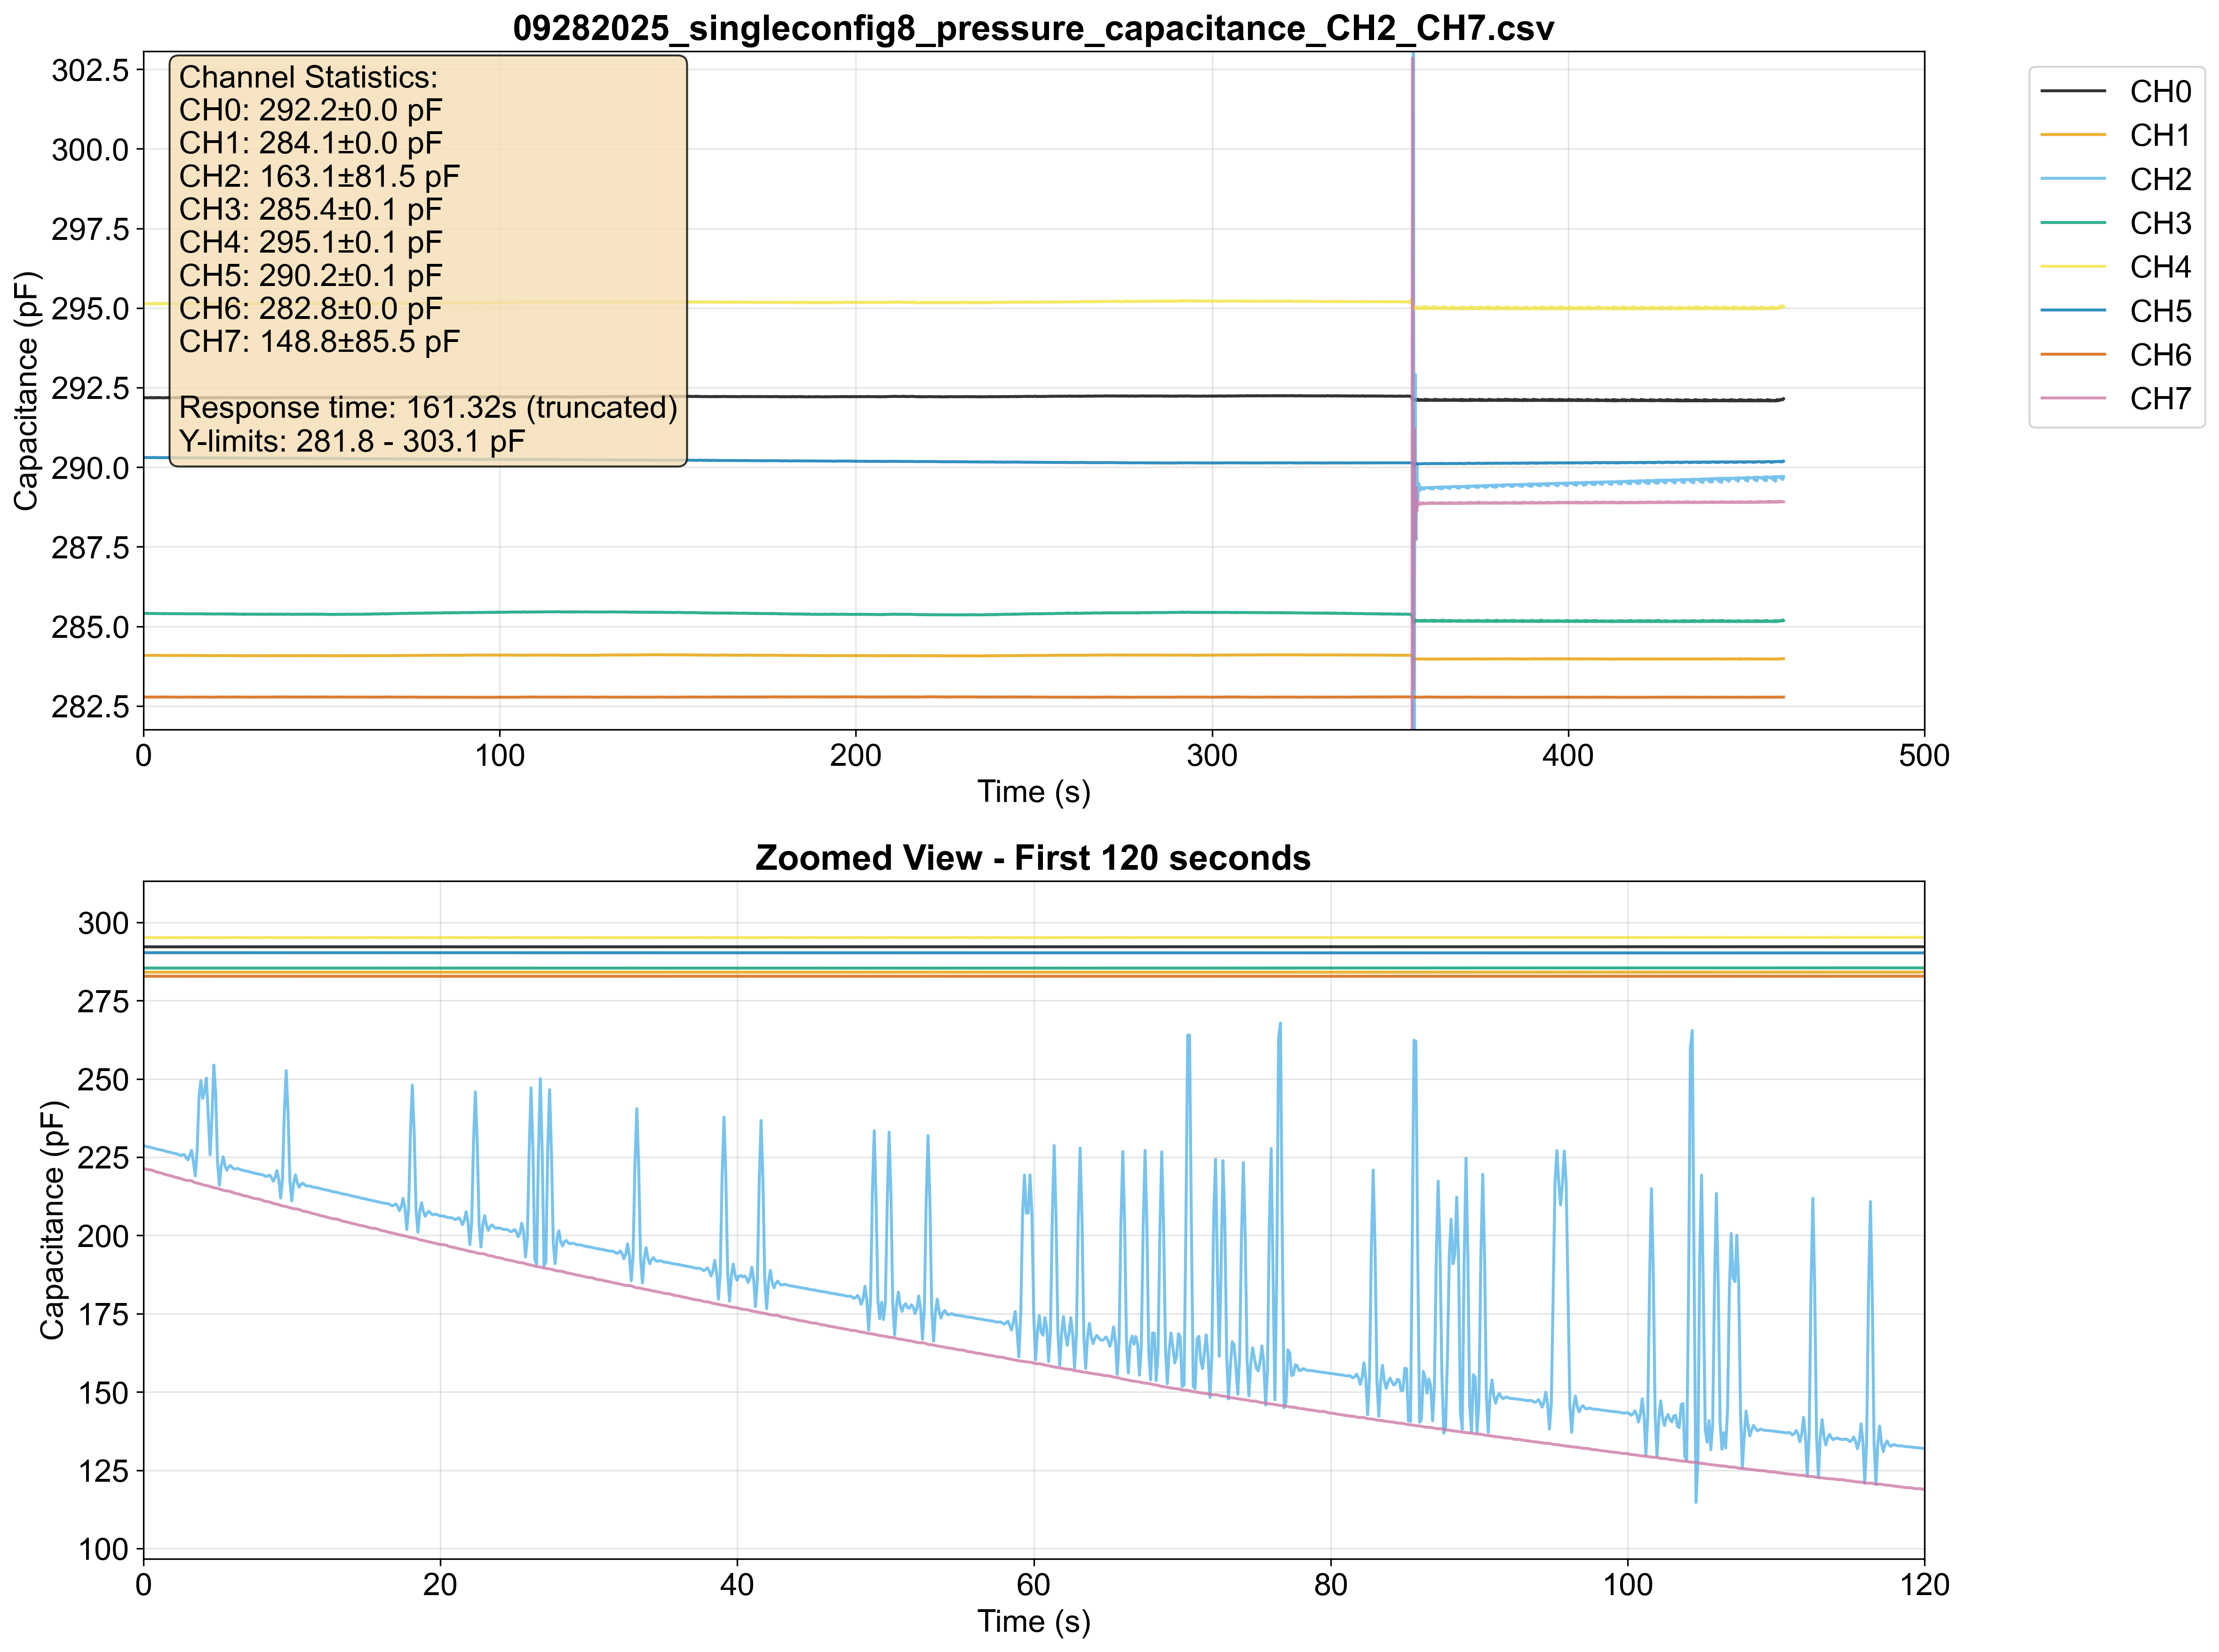 09282025_singleconfig8_pressure_capacitance_CH2_CH7.csv
Capacitance (pF)
302.5
300.0
297.5
295.0
292.5
290.0
287.5
285.0
282.5
Channel Statistics:
CH0: 292.2±0.0 pF
CH1: 284.1±0.0 pF
CH2: 163.1±81.5 pF
CH3: 285.4±0.1 pF
CH4: 295.1±0.1 pF
CH5: 290.2±0.1 pF
CH6: 282.8±0.0 pF
CH7: 148.8±85.5 pF
Response time: 161.32s (truncated)
Y-limits: 281.8 - 303.1 pF
CH0
CH1
CH2
CH3
CH4
CH5
CH6
CH7
0 100 200 300 400 500
Time (s)
Zoomed View - First 120 seconds
Capacitance (pF)
300
275
250
225
200
175
150
125
100
0 20 40 60 80 100 120
Time (s)